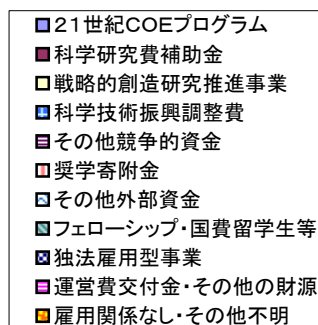 21世紀COEプログラム
科学研究費補助金
戦略的創造研究推進事業
科学技術振興調整費
その他競争的資金
奨学寄附金
その他外部資金
フェローシップ・国費留学生等
独法雇用型事業
運営費交付金・その他の財源
雇用関係なし・その他不明